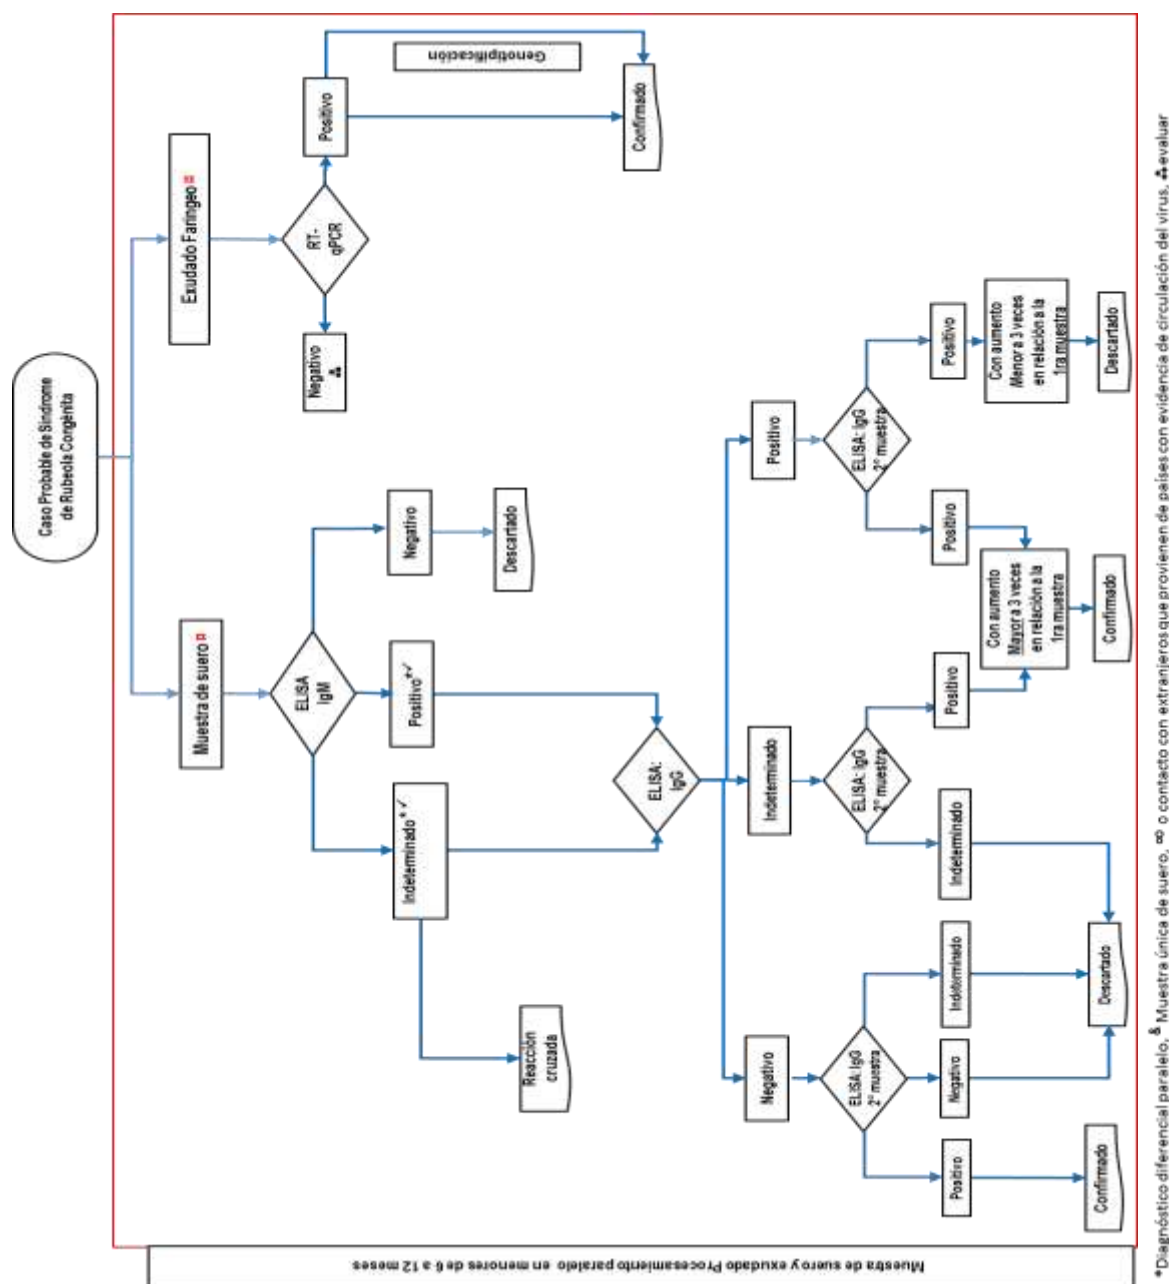 Caso Probable de Síndrome
de Rubeola Congénita
Muestra de suero ¤
Exudado Faríngeo ¤
ELISA
IgM
RT-
qPCR
Indeterminado* ✓
Positivo*✓
Negativo
Negativo
Positivo
Genotipificación
Reacción
cruzada
Descartado
Confirmado
ELISA:
IgG
Negativo
Indeterminado
Positivo
ELISA: IgG
2° muestra
ELISA: IgG
2° muestra
ELISA: IgG
2° muestra
Positivo
Negativo
Indeterminado
Indeterminado
Positivo
Positivo
Positivo
Con aumento
Mayor a 3 veces
en relación a la
1ra muestra
Con aumento
Menor a 3 veces
en relación a la
1ra muestra
Confirmado
Descartado
Confirmado
Descartado
Muestra de suero y exudado Procesamiento paralelo en menores de 6 a 12 meses
*Diagnóstico diferencial paralelo, & Muestra única de suero, ∞ o contacto con extranjeros que provienen de países con evidencia de circulación del virus, ⁂ evaluar